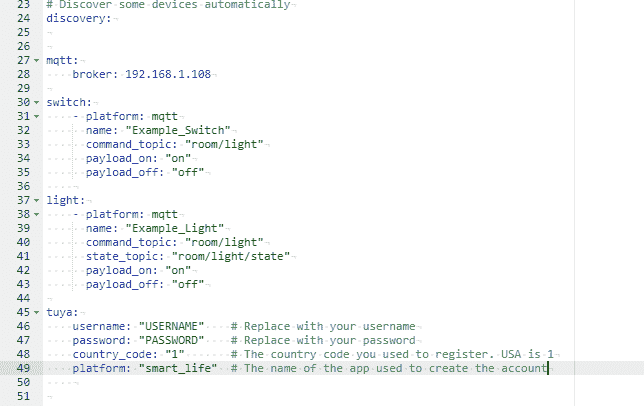 23 # Discover some devices automatically
24 discovery:
25
26
27 mqtt:
28     broker: 192.168.1.108
29
30 switch:
31     - platform: mqtt
32       name: "Example_Switch"
33       command_topic: "room/light"
34       payload_on: "on"
35       payload_off: "off"
36
37 light:
38     - platform: mqtt
39       name: "Example_Light"
40       command_topic: "room/light"
41       state_topic: "room/light/state"
42       payload_on: "on"
43       payload_off: "off"
44
45 tuya:
46     username: "USERNAME"    # Replace with your username
47     password: "PASSWORD"    # Replace with your password
48     country_code: "1"       # The country code you used to register. USA is 1
49     platform: "smart_life"  # The name of the app used to create the account
50
51